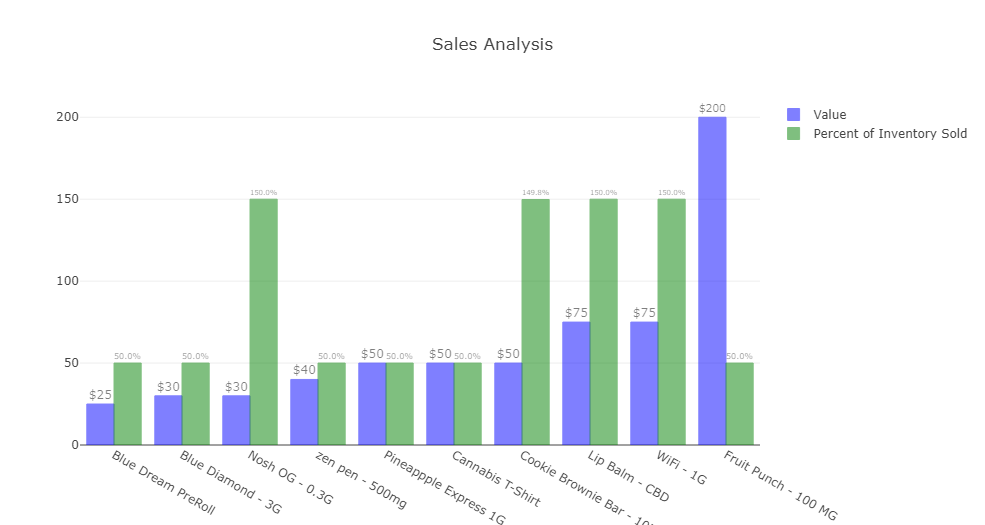 Sales Analysis
Value
Percent of Inventory Sold
200
150
100
50
0
$25
50.0%
$30
50.0%
$30
150.0%
$40
50.0%
$50
50.0%
$50
50.0%
$50
149.8%
$75
150.0%
$75
150.0%
$200
50.0%
Blue Dream PreRoll
Blue Diamond - 3G
Nosh OG - 0.3G
zen pen - 500mg
Pineappple Express 1G
Cannabis T-Shirt
Cookie Brownie Bar -
Lip Balm - CBD
WiFi - 1G
Fruit Punch - 100 MG